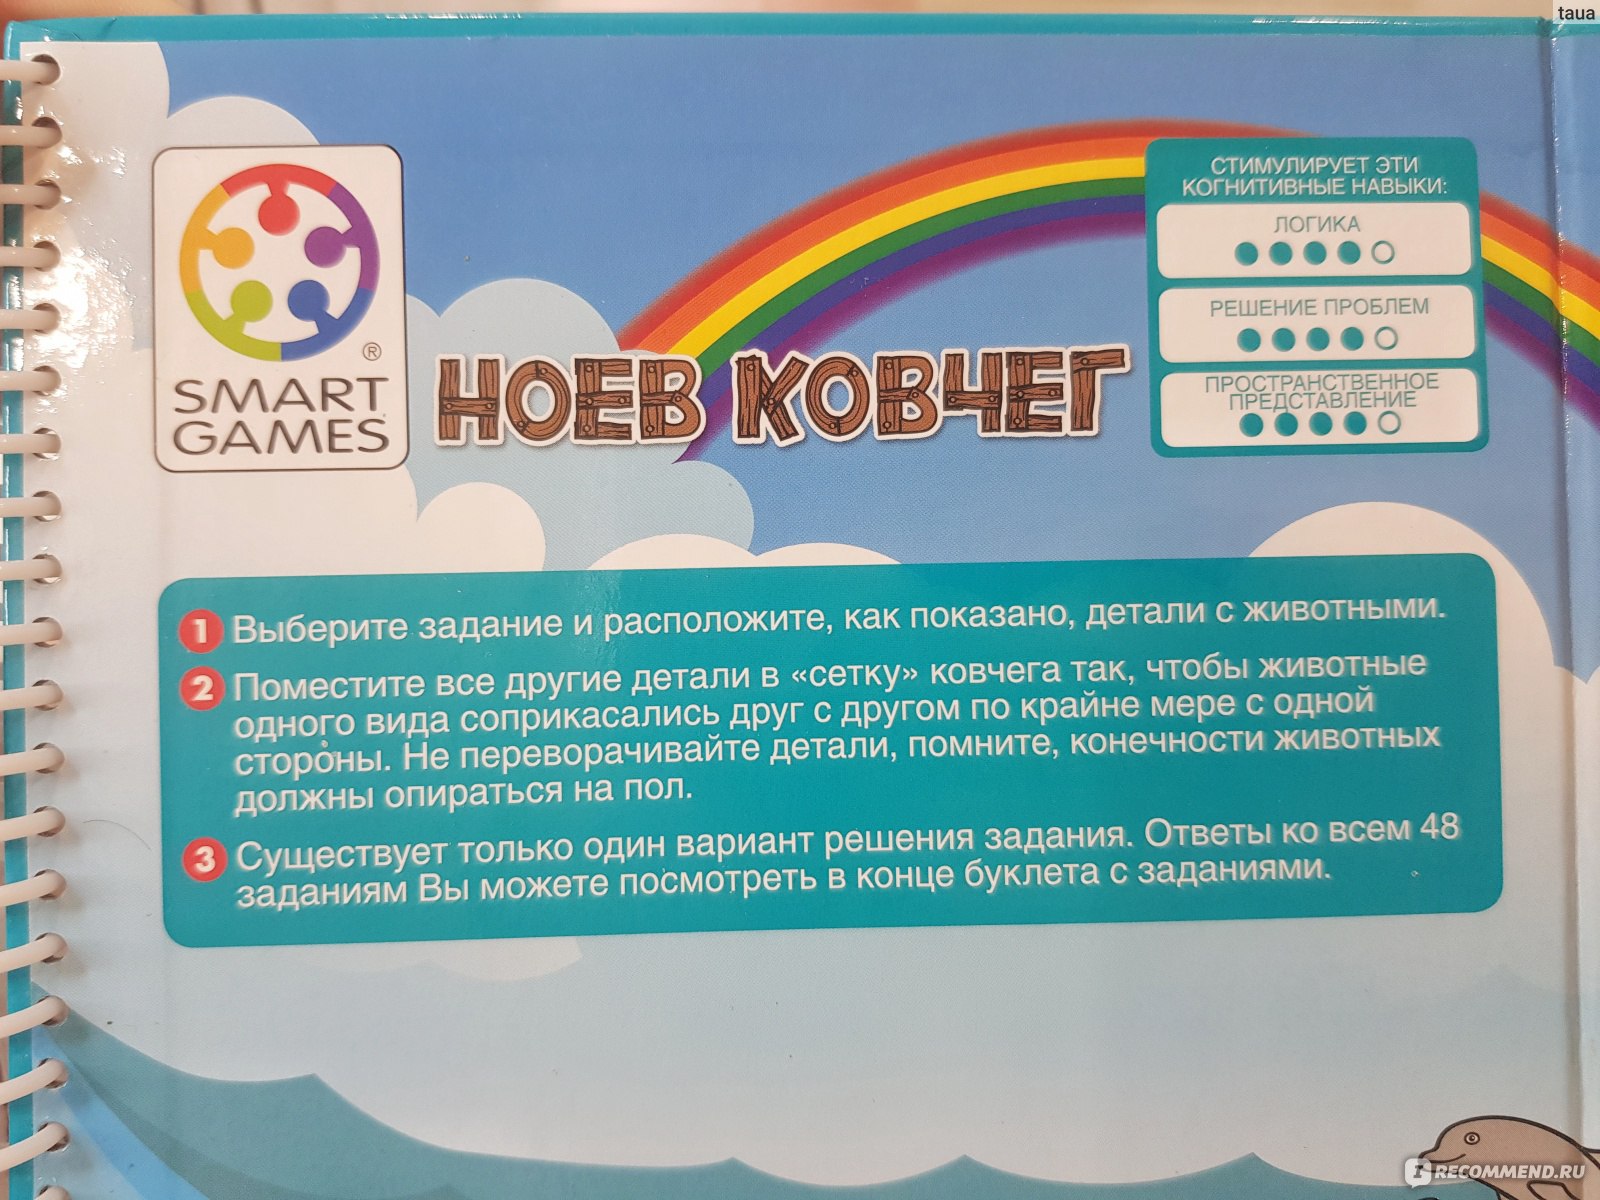 taua
SMART
GAMES
®
НОЕВ КОВЧЕГ
СТИМУЛИРУЕТ ЭТИ
КОГНИТИВНЫЕ НАВЫКИ:
ЛОГИКА
РЕШЕНИЕ ПРОБЛЕМ
ПРОСТРАНСТВЕННОЕ
ПРЕДСТАВЛЕНИЕ
1 Выберите задание и расположите, как показано, детали с животными.
2 Поместите все другие детали в «сетку» ковчега так, чтобы животные
одного вида соприкасались друг с другом по крайне мере с одной
стороны. Не переворачивайте детали, помните, конечности животных
должны опираться на пол.
3 Существует только один вариант решения задания. Ответы ко всем 48
заданиям Вы можете посмотреть в конце буклета с заданиями.
RECOMMEND.RU